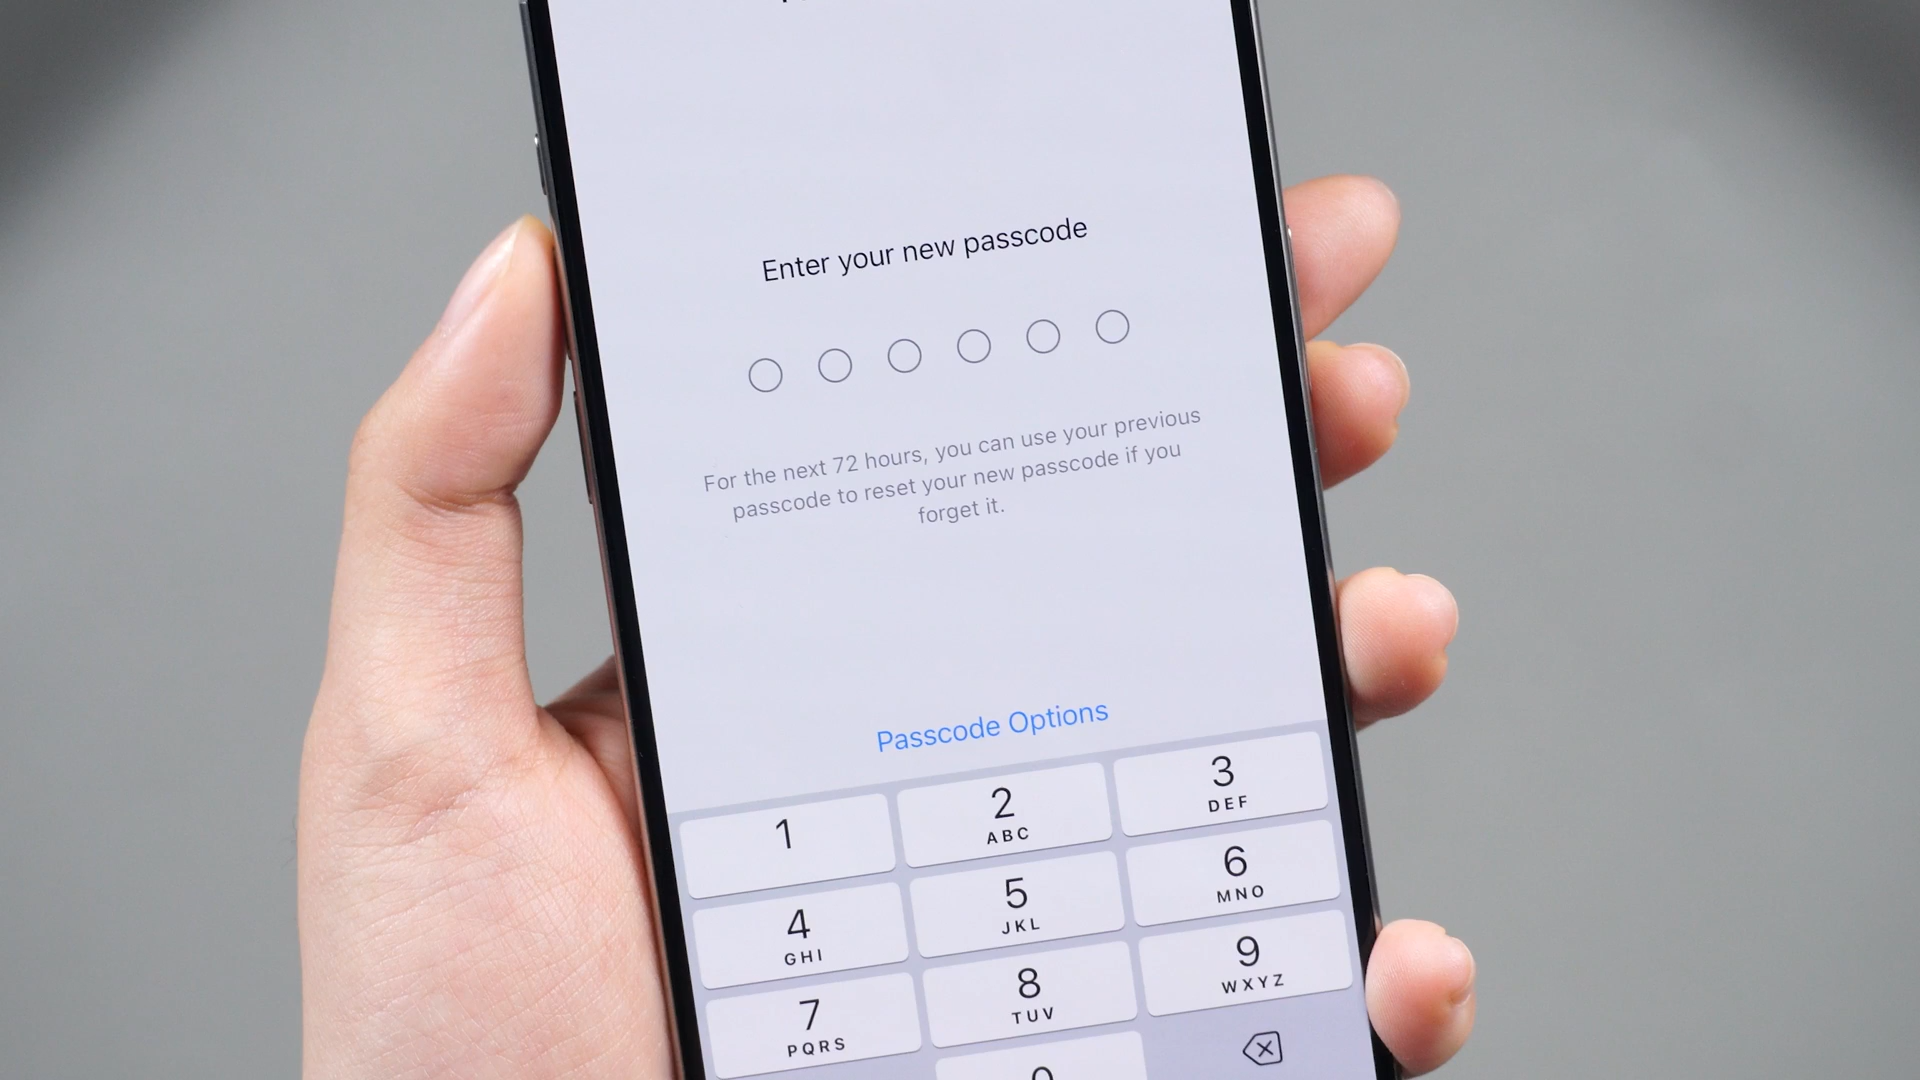 Enter your new passcode
For the next 72 hours, you can use your previous
passcode to reset your new passcode if you
forget it.
Passcode Options
1
2
ABC
3
DEF
4
GHI
5
JKL
6
MNO
7
PQRS
8
TUV
9
WXYZ
0